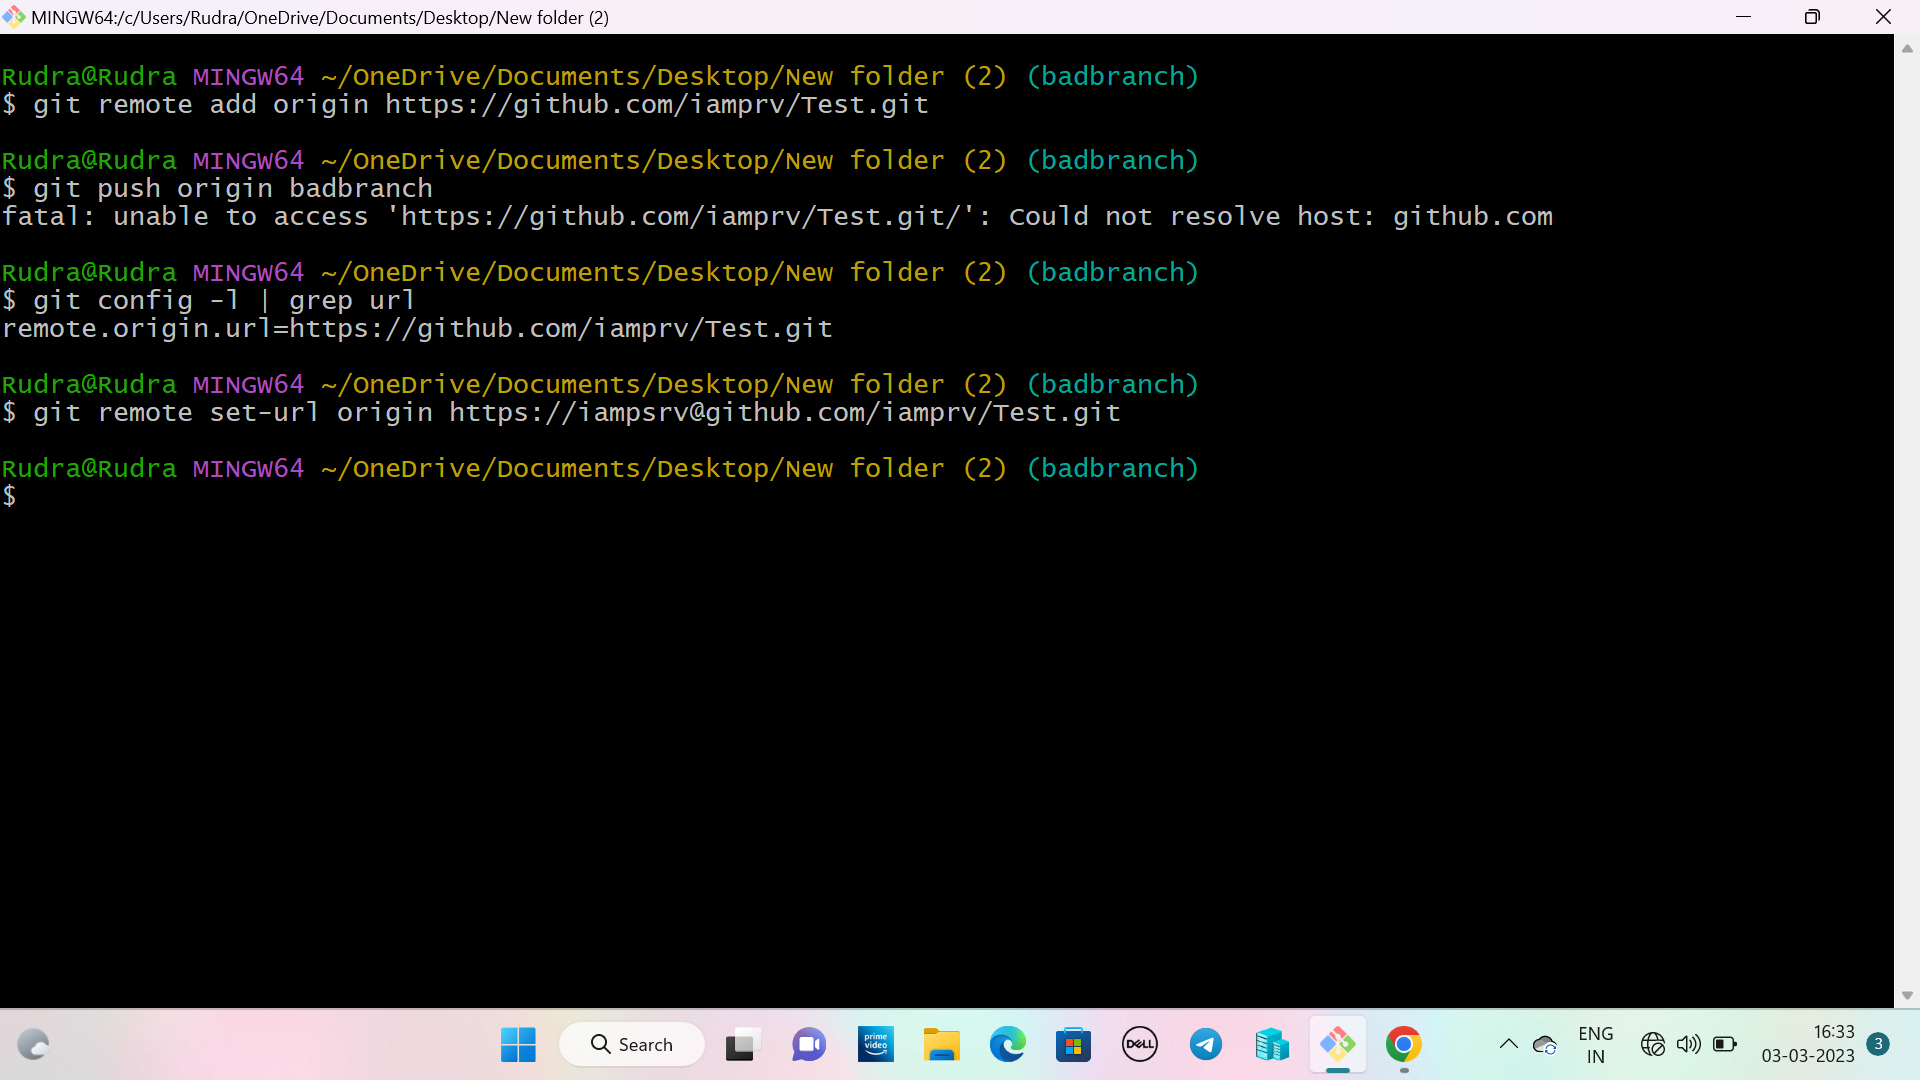 MINGW64:/c/Users/Rudra/OneDrive/Documents/Desktop/New folder (2)
Rudra@Rudra MINGW64 ~/OneDrive/Documents/Desktop/New folder (2) (badbranch)
$ git remote add origin https://github.com/iamprv/Test.git
Rudra@Rudra MINGW64 ~/OneDrive/Documents/Desktop/New folder (2) (badbranch)
$ git push origin badbranch
fatal: unable to access 'https://github.com/iamprv/Test.git/': Could not resolve host: github.com
Rudra@Rudra MINGW64 ~/OneDrive/Documents/Desktop/New folder (2) (badbranch)
$ git config -l | grep url
remote.origin.url=https://github.com/iamprv/Test.git
Rudra@Rudra MINGW64 ~/OneDrive/Documents/Desktop/New folder (2) (badbranch)
$ git remote set-url origin https://iampsrv@github.com/iamprv/Test.git
Rudra@Rudra MINGW64 ~/OneDrive/Documents/Desktop/New folder (2) (badbranch)
$
Search
prime
video
DELL
ENG
IN
16:33
03-03-2023
3